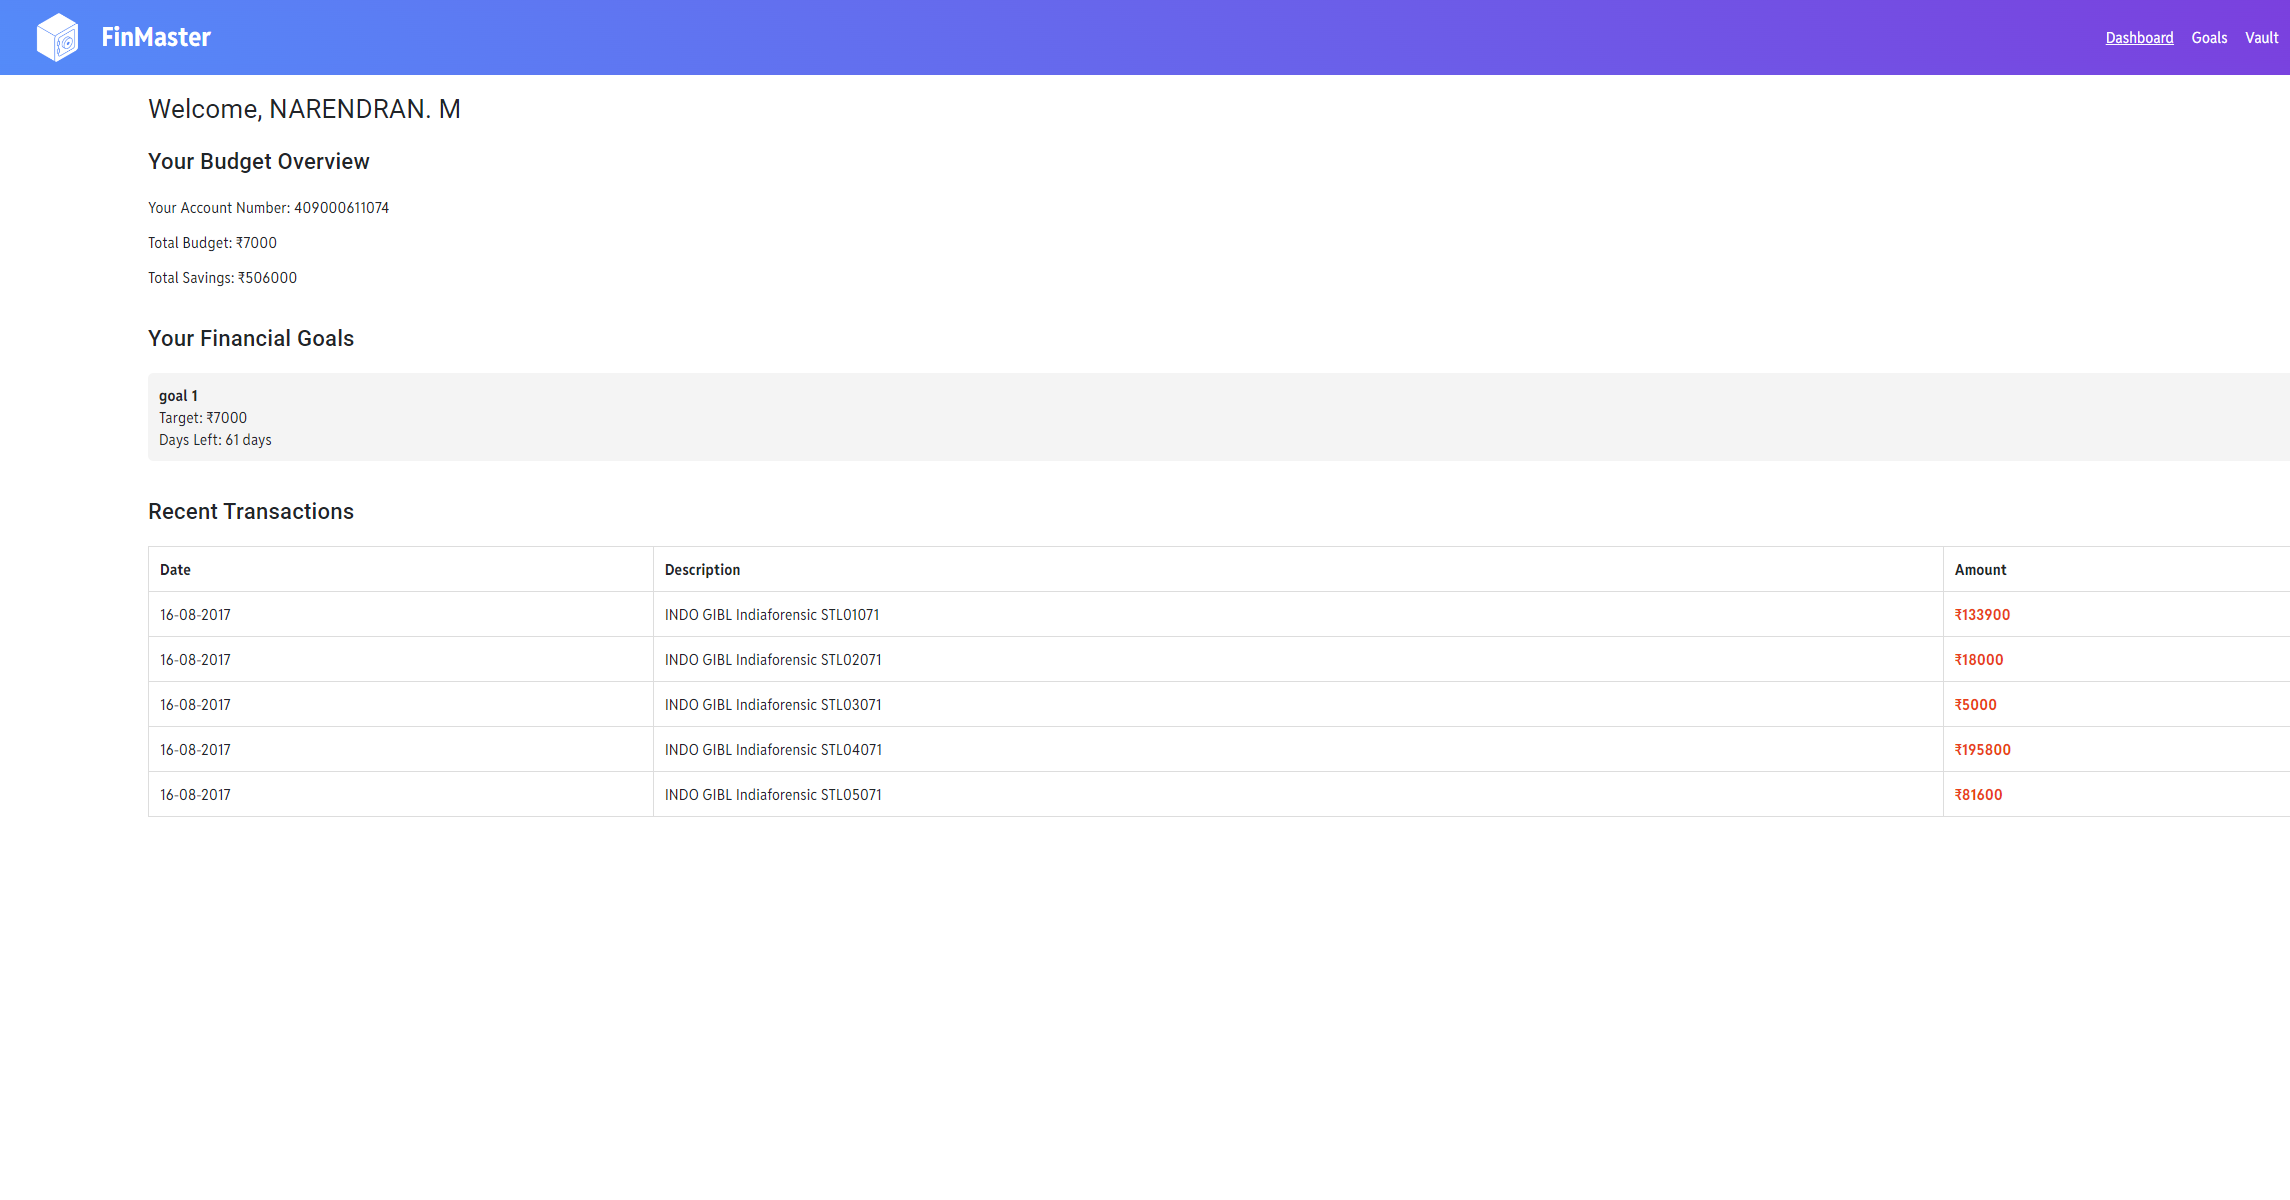 FinMaster
Dashboard Goals Vault
Welcome, NARENDRAN. M
Your Budget Overview
Your Account Number: 409000611074
Total Budget: ₹7000
Total Savings: ₹506000
Your Financial Goals
goal 1
Target: ₹7000
Days Left: 61 days
Recent Transactions
Date Description Amount
16-08-2017 INDO GIBL Indiaforensic STL01071 ₹133900
16-08-2017 INDO GIBL Indiaforensic STL02071 ₹18000
16-08-2017 INDO GIBL Indiaforensic STL03071 ₹5000
16-08-2017 INDO GIBL Indiaforensic STL04071 ₹195800
16-08-2017 INDO GIBL Indiaforensic STL05071 ₹81600